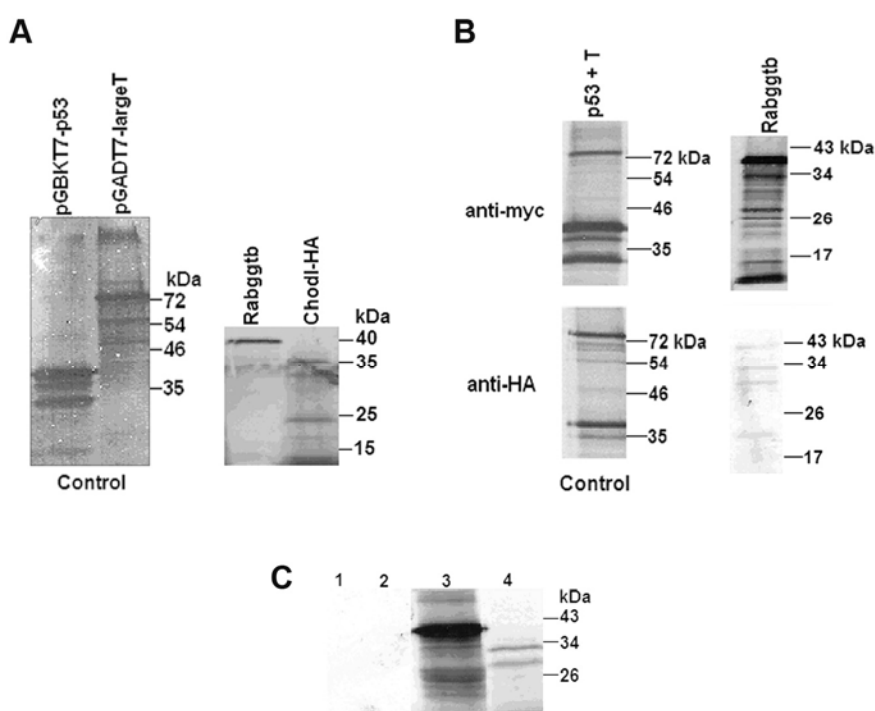 A
pGBKT7-p53
pGADT7-largeT
kDa
72
54
46
35
Control
Rabggtb
Chodl-HA
kDa
40
35
25
15
B
p53 + T
Rabggtb
anti-myc
72 kDa
54
46
35
43 kDa
34
26
17
anti-HA
72 kDa
54
46
35
43 kDa
34
26
17
Control
C
1 2 3 4
kDa
43
34
26